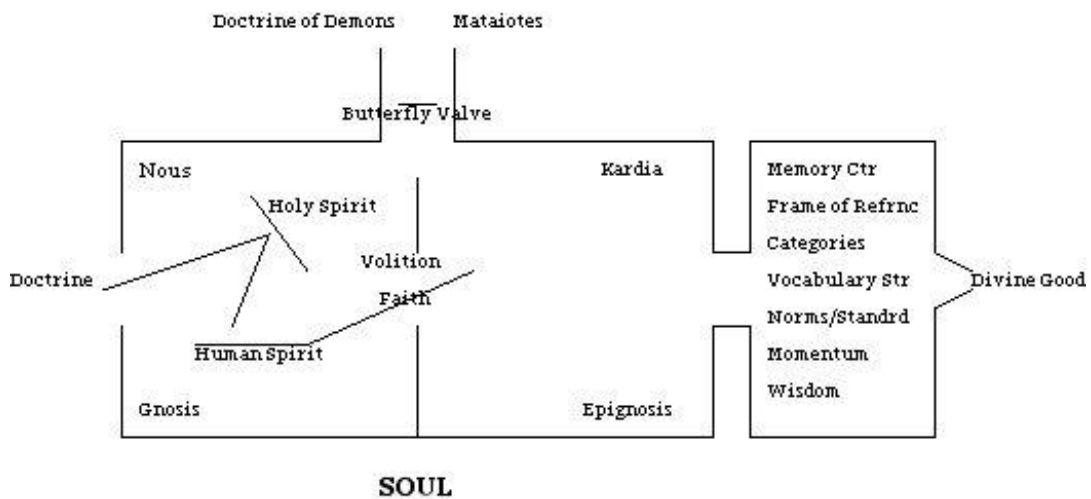 Doctrine of Demons
Mataiotes
Butterfly Valve
Nous
Kardia
Memory Ctr
Holy Spirit
Frame of Refrnc
Volition
Categories
Doctrine
Faith
Vocabulary Str
Divine Good
Norms/Standrd
Human Spirit
Momentum
Wisdom
Gnosis
Epignosis
SOUL